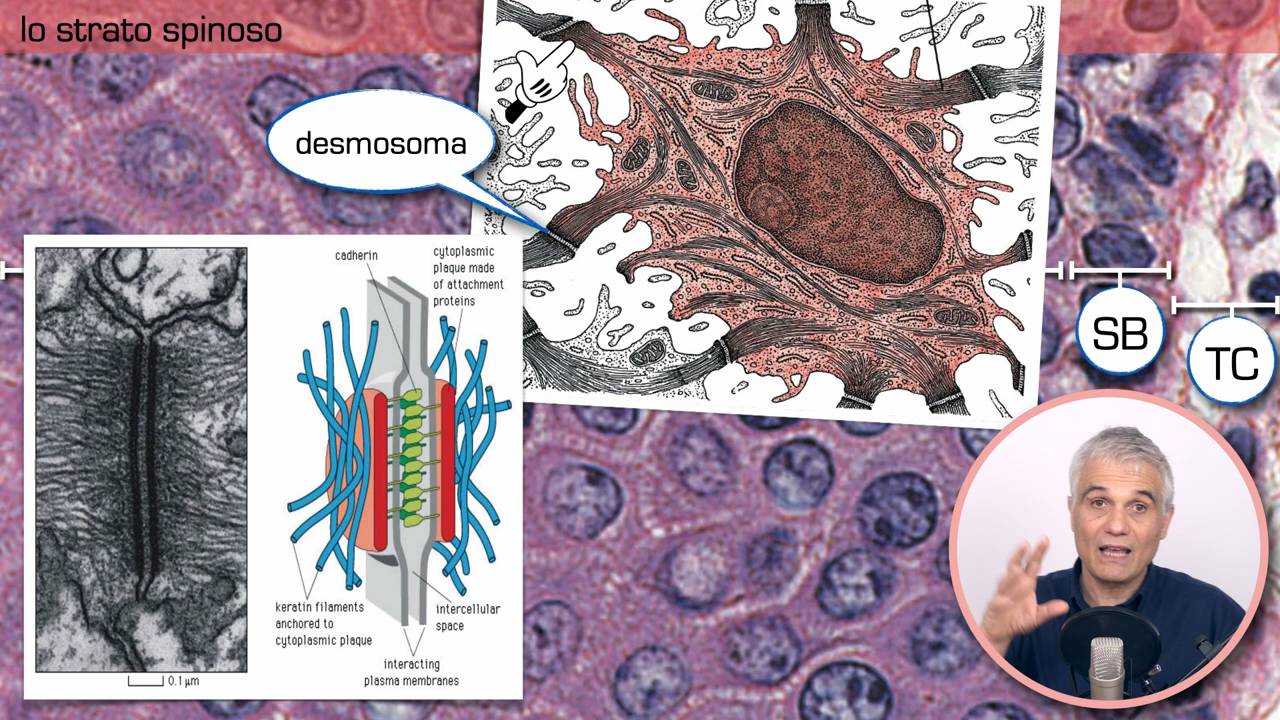 lo strato spinoso
desmosoma
cadherin
cytoplasmic
plaque made
of attachment
proteins
keratin filaments
anchored to
cytoplasmic plaque
intercellular
space
interacting
plasma membranes
0.1 µm
SB
TC